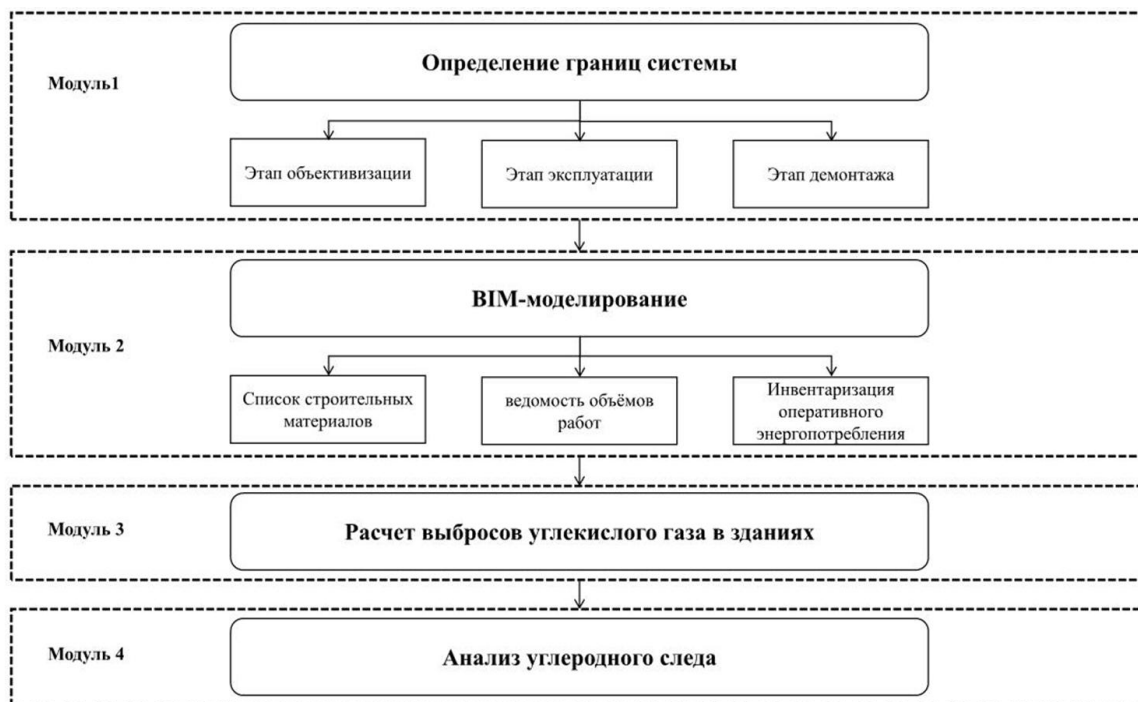 Модуль1
Определение границ системы
Этап объективизации
Этап эксплуатации
Этап демонтажа
Модуль 2
BIM-моделирование
Список строительных
материалов
ведомость объёмов
работ
Инвентаризация
оперативного
энергопотребления
Модуль 3
Расчет выбросов углекислого газа в зданиях
Модуль 4
Анализ углеродного следа